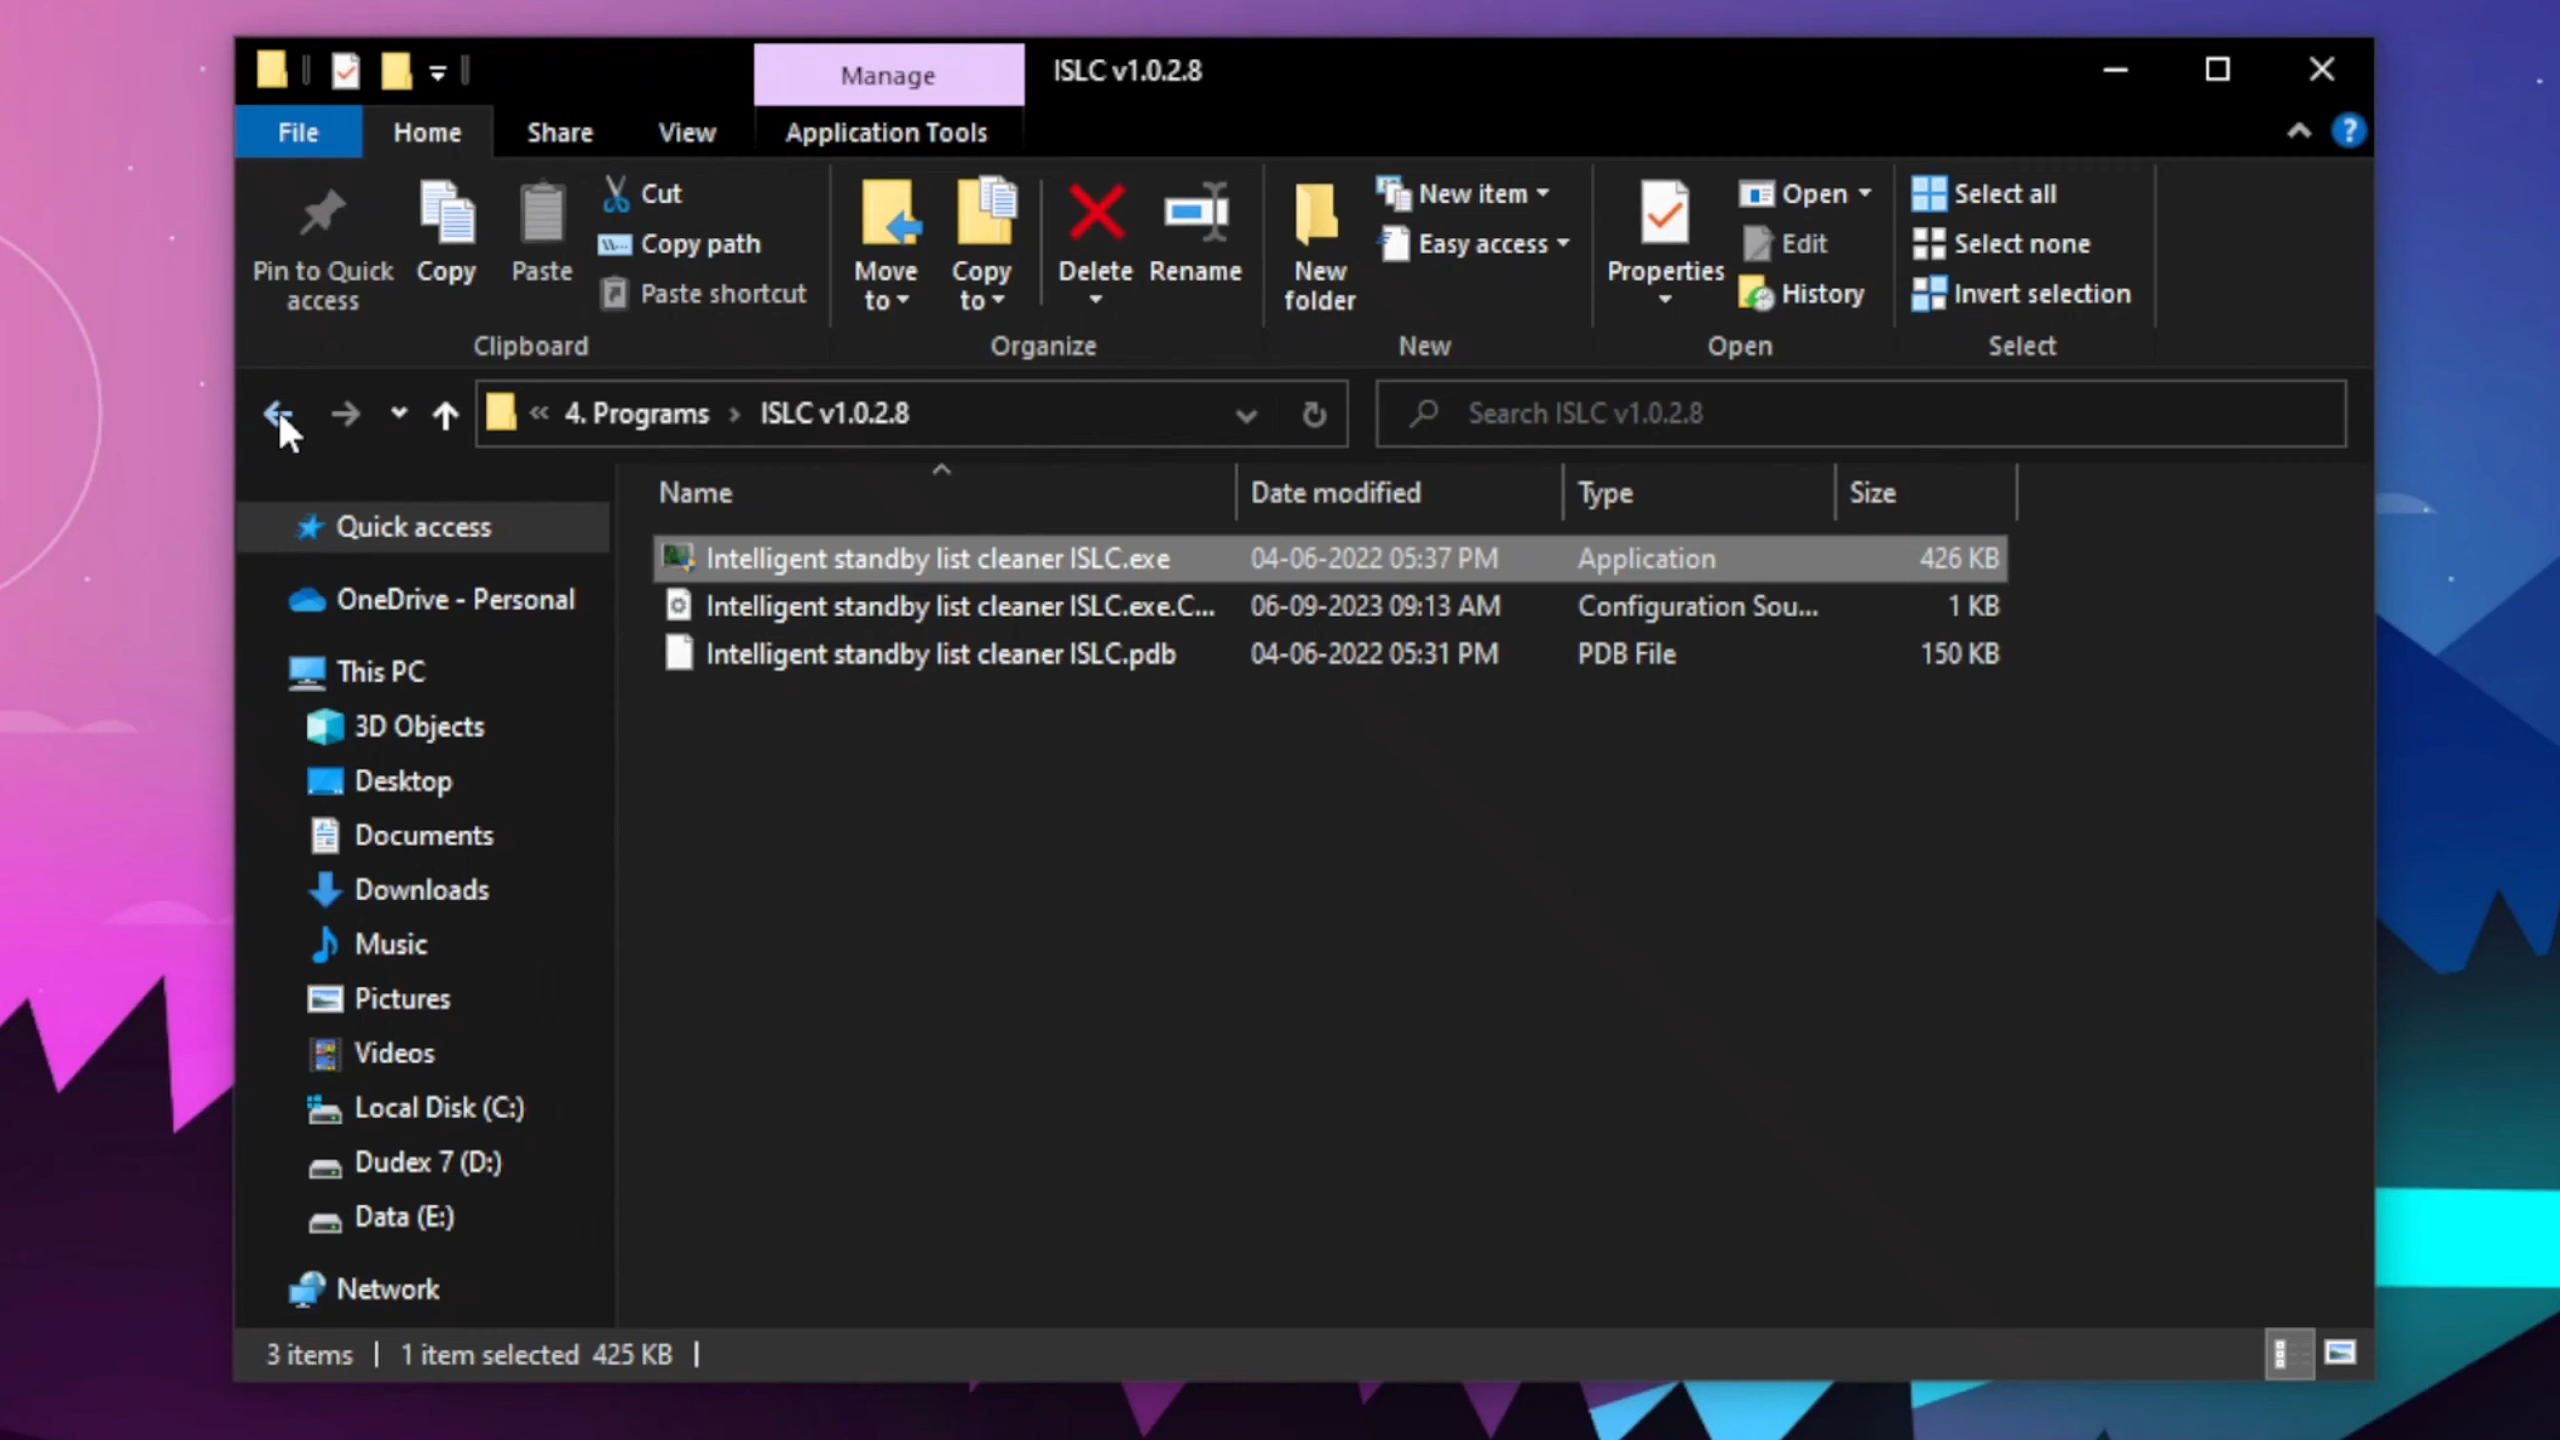 Manage
ISLC v1.0.2.8
File
Home
Share
View
Application Tools
Pin to Quick
access
Copy
Paste
Cut
Copy path
Paste shortcut
Clipboard
Move
to
Copy
to
Delete
Rename
Organize
New
folder
New item
Easy access
New
Properties
Open
Edit
History
Open
Select all
Select none
Invert selection
Select
« 4. Programs › ISLC v1.0.2.8
Search ISLC v1.0.2.8
Name Date modified Type Size
Intelligent standby list cleaner ISLC.exe 04-06-2022 05:37 PM Application 426 KB
Intelligent standby list cleaner ISLC.exe.C... 06-09-2023 09:13 AM Configuration Sou... 1 KB
Intelligent standby list cleaner ISLC.pdb 04-06-2022 05:31 PM PDB File 150 KB
Quick access
OneDrive - Personal
This PC
3D Objects
Desktop
Documents
Downloads
Music
Pictures
Videos
Local Disk (C:)
Dudex 7 (D:)
Data (E:)
Network
3 items | 1 item selected 425 KB |